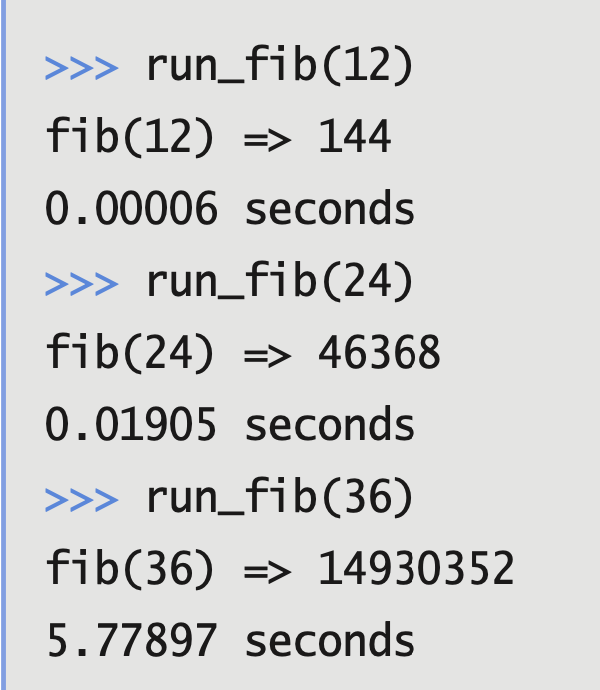 >>> run_fib(12)
fib(12) => 144
0.00006 seconds
>>> run_fib(24)
fib(24) => 46368
0.01905 seconds
>>> run_fib(36)
fib(36) => 14930352
5.77897 seconds